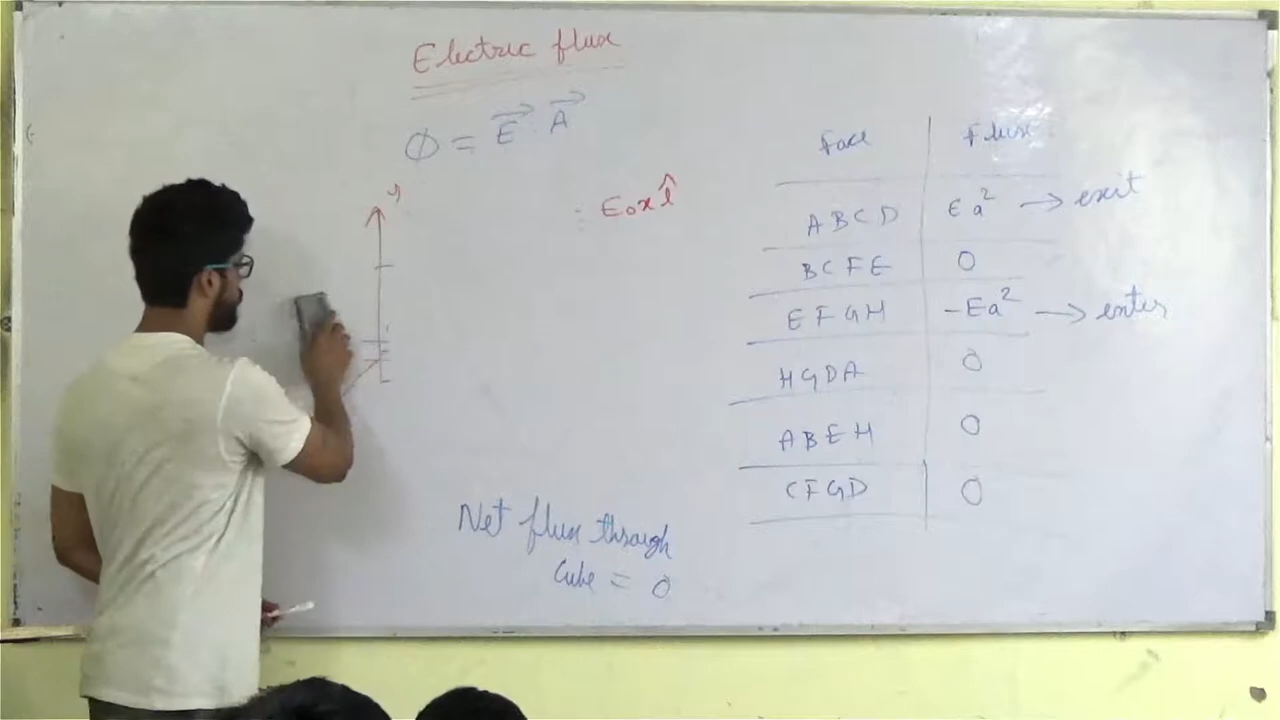 Electric flux
ϕ = E⃗ . A⃗
y
: E₀x î
Face Flux
ABCD Ea² → exit
BCFE 0
EFGH -Ea² → enter
HGDA 0
ABEH 0
CFGD 0
Net flux through
Cube = 0